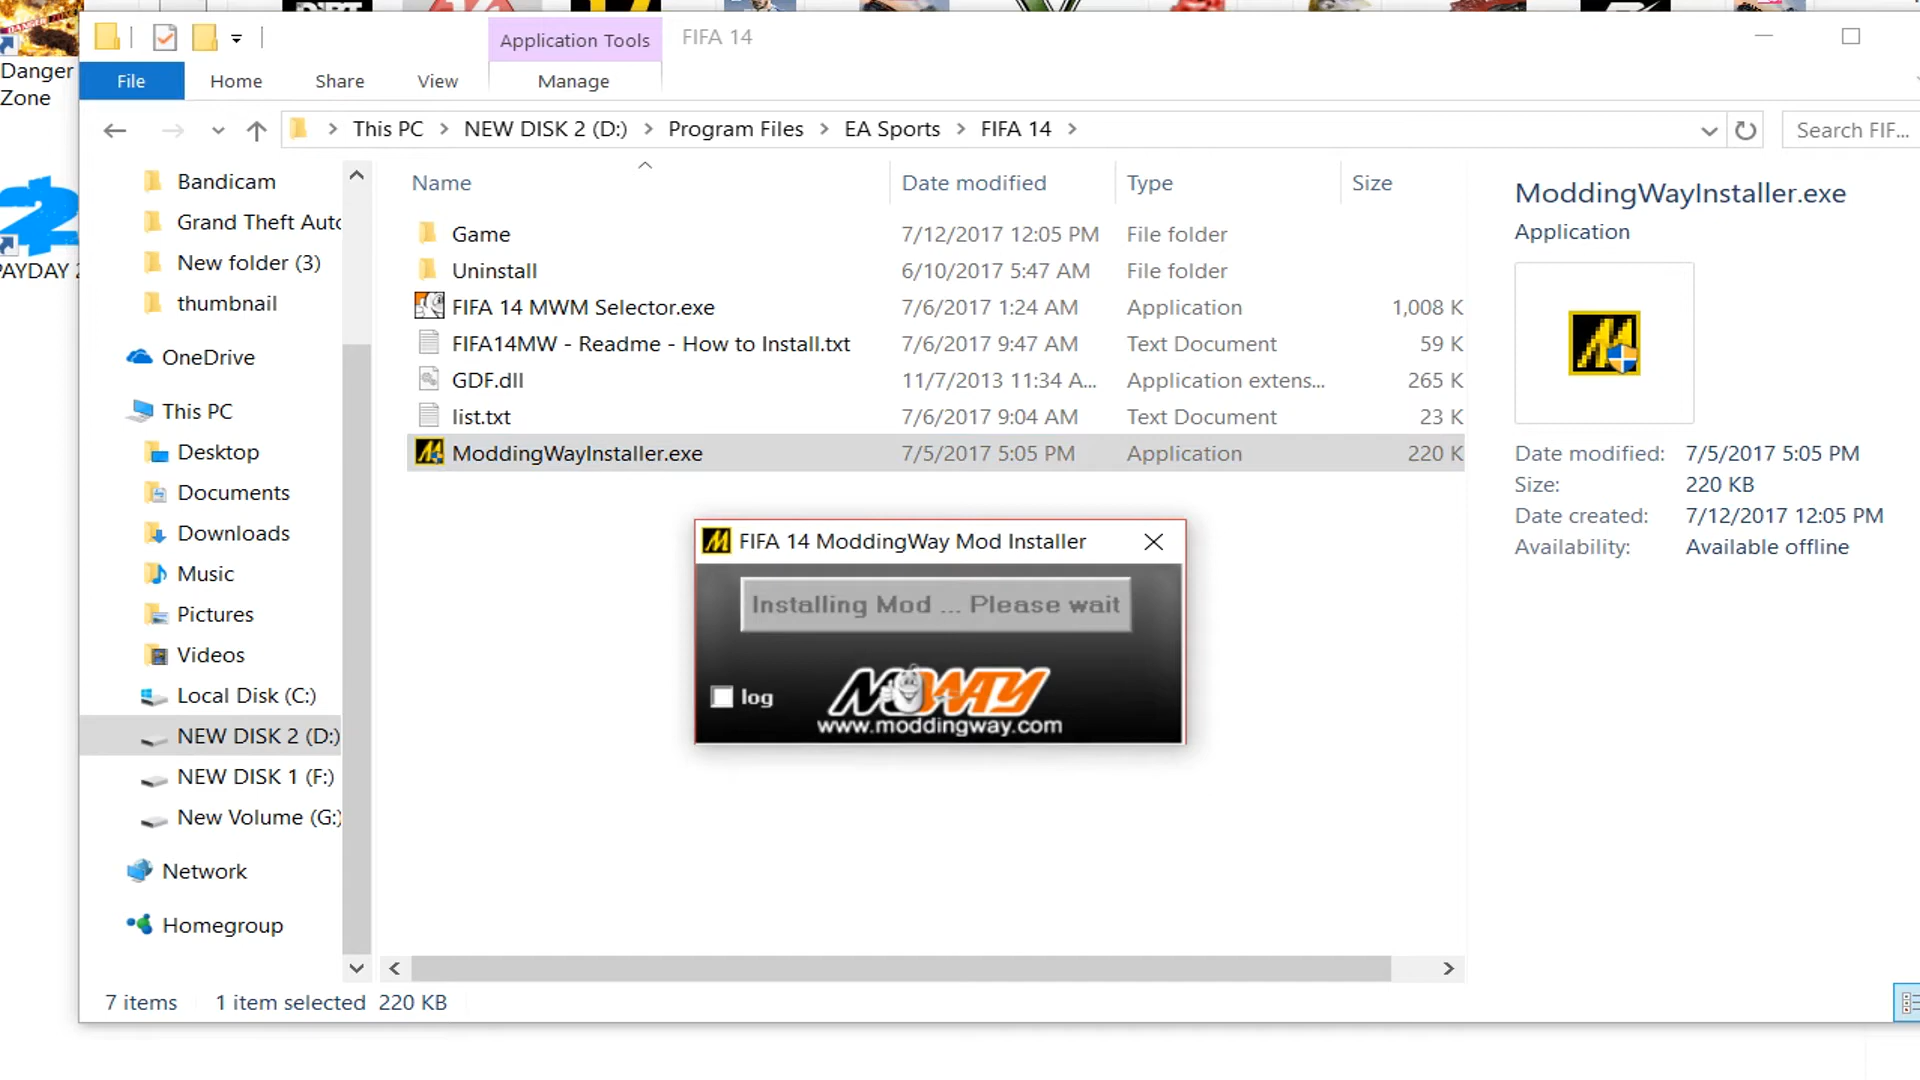 Danger
Zone
PAYDAY 2
Application Tools
FIFA 14
File
Home
Share
View
Manage
This PC
NEW DISK 2 (D:)
Program Files
EA Sports
FIFA 14
Search FIF...
Bandicam
Grand Theft Auto
New folder (3)
thumbnail
OneDrive
This PC
Desktop
Documents
Downloads
Music
Pictures
Videos
Local Disk (C:)
NEW DISK 2 (D:)
NEW DISK 1 (F:)
New Volume (G:)
Network
Homegroup
Name Date modified Type Size
Game 7/12/2017 12:05 PM File folder
Uninstall 6/10/2017 5:47 AM File folder
FIFA 14 MWM Selector.exe 7/6/2017 1:24 AM Application 1,008 K
FIFA14MW - Readme - How to Install.txt 7/6/2017 9:47 AM Text Document 59 K
GDF.dll 11/7/2013 11:34 A... Application extens... 265 K
list.txt 7/6/2017 9:04 AM Text Document 23 K
ModdingWayInstaller.exe 7/5/2017 5:05 PM Application 220 K
FIFA 14 ModdingWay Mod Installer
Installing Mod ... Please wait
log
MODWAY
www.moddingway.com
ModdingWayInstaller.exe
Application
Date modified: 7/5/2017 5:05 PM
Size: 220 KB
Date created: 7/12/2017 12:05 PM
Availability: Available offline
7 items 1 item selected 220 KB